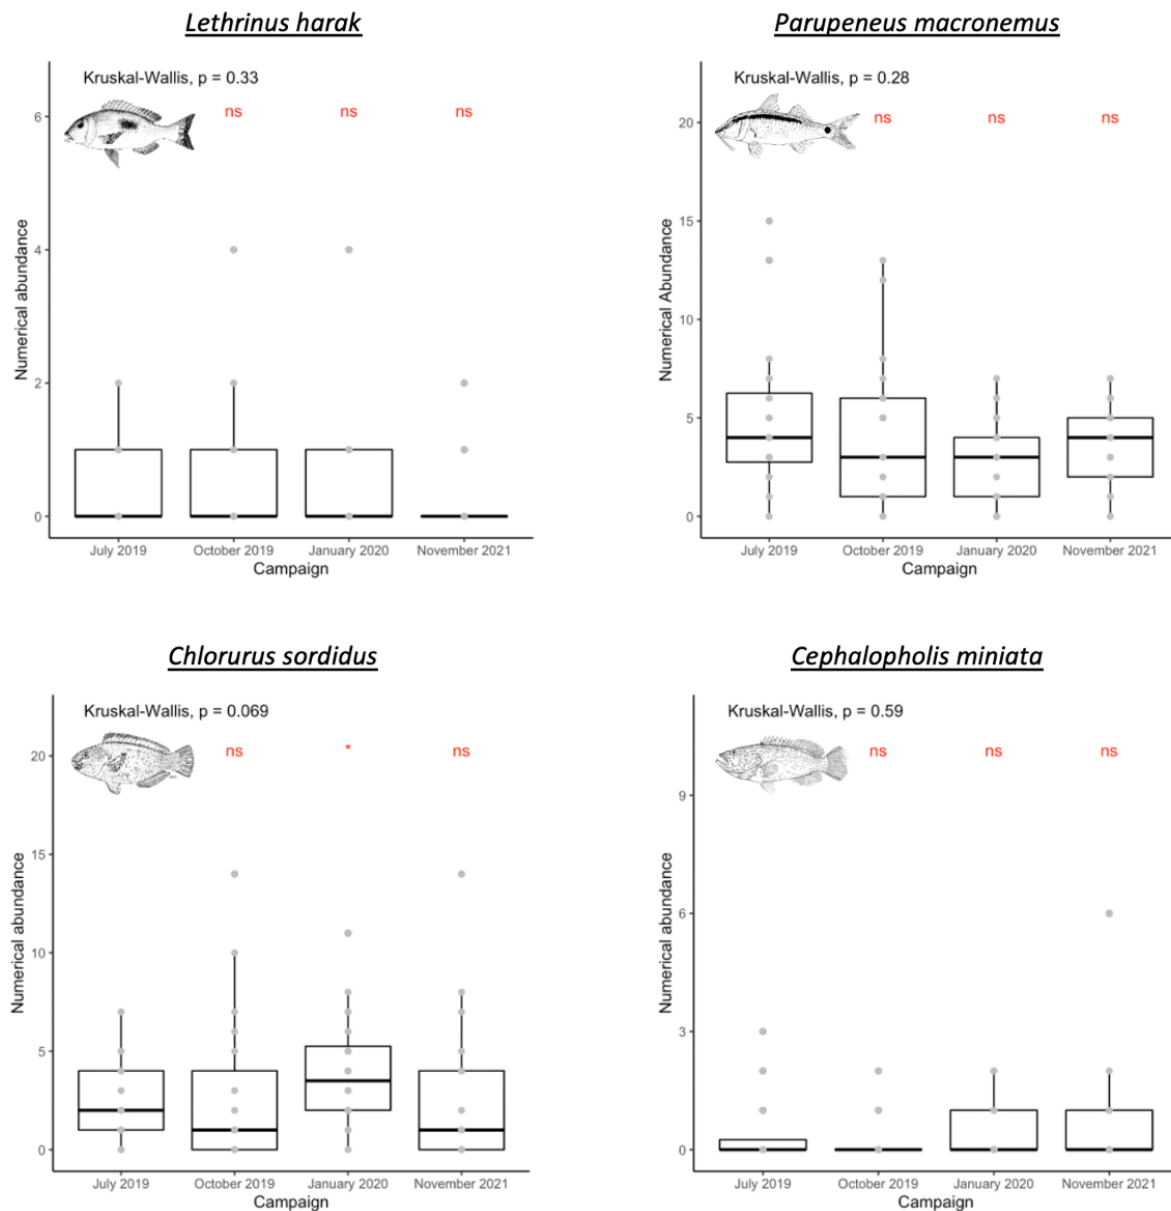 Lethrinus harak
Kruskal-Wallis, p = 0.33
ns ns ns
6
4
2
0
Numerical abundance
July 2019 October 2019 January 2020 November 2021
Campaign
Parupeneus macronemus
Kruskal-Wallis, p = 0.28
ns ns ns
20
15
10
5
0
Numerical Abundance
July 2019 October 2019 January 2020 November 2021
Campaign
Chlorurus sordidus
Kruskal-Wallis, p = 0.069
ns * ns
20
15
10
5
0
Numerical abundance
July 2019 October 2019 January 2020 November 2021
Campaign
Cephalopholis miniata
Kruskal-Wallis, p = 0.59
ns ns ns
9
6
3
0
Numerical abundance
July 2019 October 2019 January 2020 November 2021
Campaign